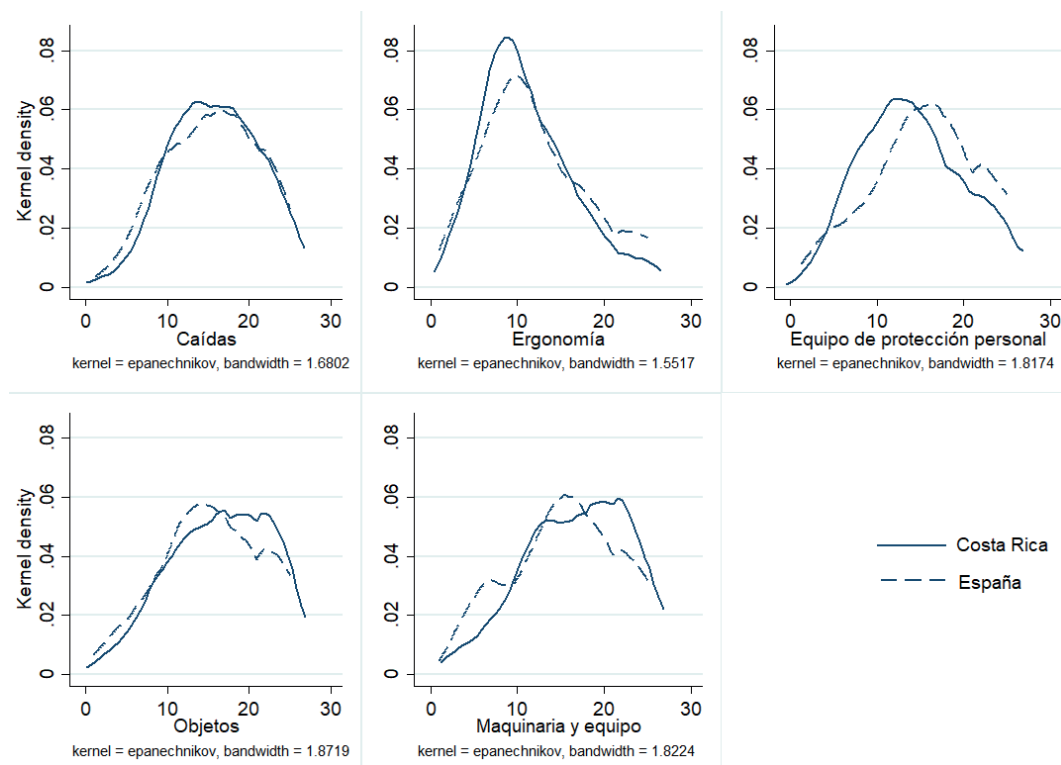 Kernel density
0 .02 .04 .06 .08
0 10 20 30
Caídas
kernel = epanechnikov, bandwidth = 1.6802
0 .02 .04 .06 .08
0 10 20 30
Ergonomía
kernel = epanechnikov, bandwidth = 1.5517
0 .02 .04 .06 .08
0 10 20 30
Equipo de protección personal
kernel = epanechnikov, bandwidth = 1.8174
Kernel density
0 .02 .04 .06 .08
0 10 20 30
Objetos
kernel = epanechnikov, bandwidth = 1.8719
0 .02 .04 .06 .08
0 10 20 30
Maquinaria y equipo
kernel = epanechnikov, bandwidth = 1.8224
Costa Rica
España